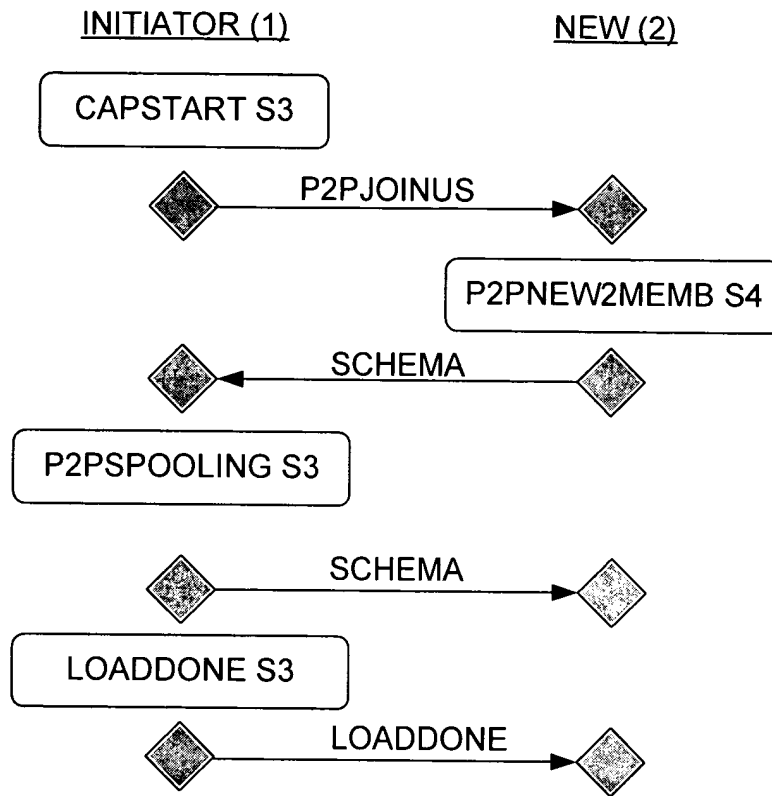 INITIATOR (1)
NEW (2)
CAPSTART S3
P2PJOINUS
P2PNEW2MEMB S4
SCHEMA
P2PSPOOLING S3
SCHEMA
LOADDONE S3
LOADDONE